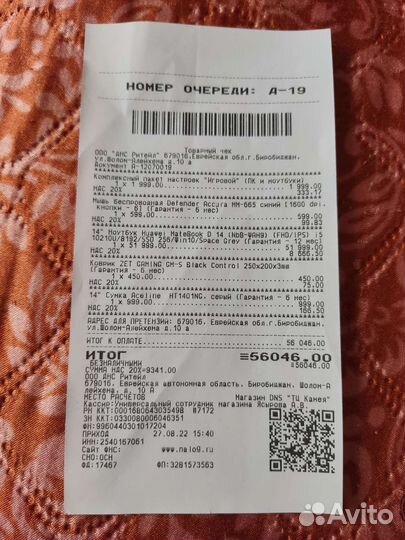 НОМЕР ОЧЕРЕДИ: А-19
Товарный чек
ООО "ДНС Ритейл" 679016, Еврейская обл,г.Биробиджан,
ул.Шолом-Алейхема д.10 а
Документ А-12070019
Комплексный пакет настроек "Игровой" (ПК и ноутбуки)
1 x 1 999.00 1 999.00
НДС 20% 333.17
Мышь беспроводная Defender Accura MM-665 синий [1600 dpi,
кнопки - 6] (Гарантия - 6 мес)
1 x 599.00 599.00
НДС 20% 99.83
14" Ноутбук Huawei MateBook D 14 (NbB-WAH9) (FHD/IPS) i5
10210U/8192/SSD 256/Win10/Space Grey (Гарантия - 12 мес)
1 x 51 999.00 51 999.00
НДС 20% 8 666.50
Коврик ZET GAMING GM-S Black Control 250x200x3мм
(Гарантия - 6 мес)
1 x 450.00 450.00
НДС 20% 75.00
14" Сумка Aceline HT1401NG, серый (Гарантия - 6 мес)
1 x 999.00 999.00
НДС 20% 166.50
АДРЕС ДЛЯ ПРЕТЕНЗИЙ: 679016, Еврейская обл,г.Биробиджан,
ул.Шолом-Алейхема д.10 а
ИТОГ К ОПЛАТЕ 56 046.00
ИТОГ ≡56046.00
БЕЗНАЛИЧНЫМИ ≡56046.00
СУММА НДС 20%=9341.00
ООО ДНС Ритейл
679016, Еврейская автономная область, Биробиджан, Шолом-А
лейхема, д. 10 а
МЕСТО РАСЧЕТОВ Магазин DNS "ТЦ Камея"
Кассир:Универсальный сотрудник магазина Ясырова А.В.
РН ККТ:0001680643035498 #7172
ЗН ККТ:0330080006046351
ФН:9960440301017204
ПРИХОД 27.08.22 15:40
ИНН:2540167061
Сайт ФНС: www.nalog.ru
СНО:ОСН
ФД:17467 ФП:3281573563
Avito